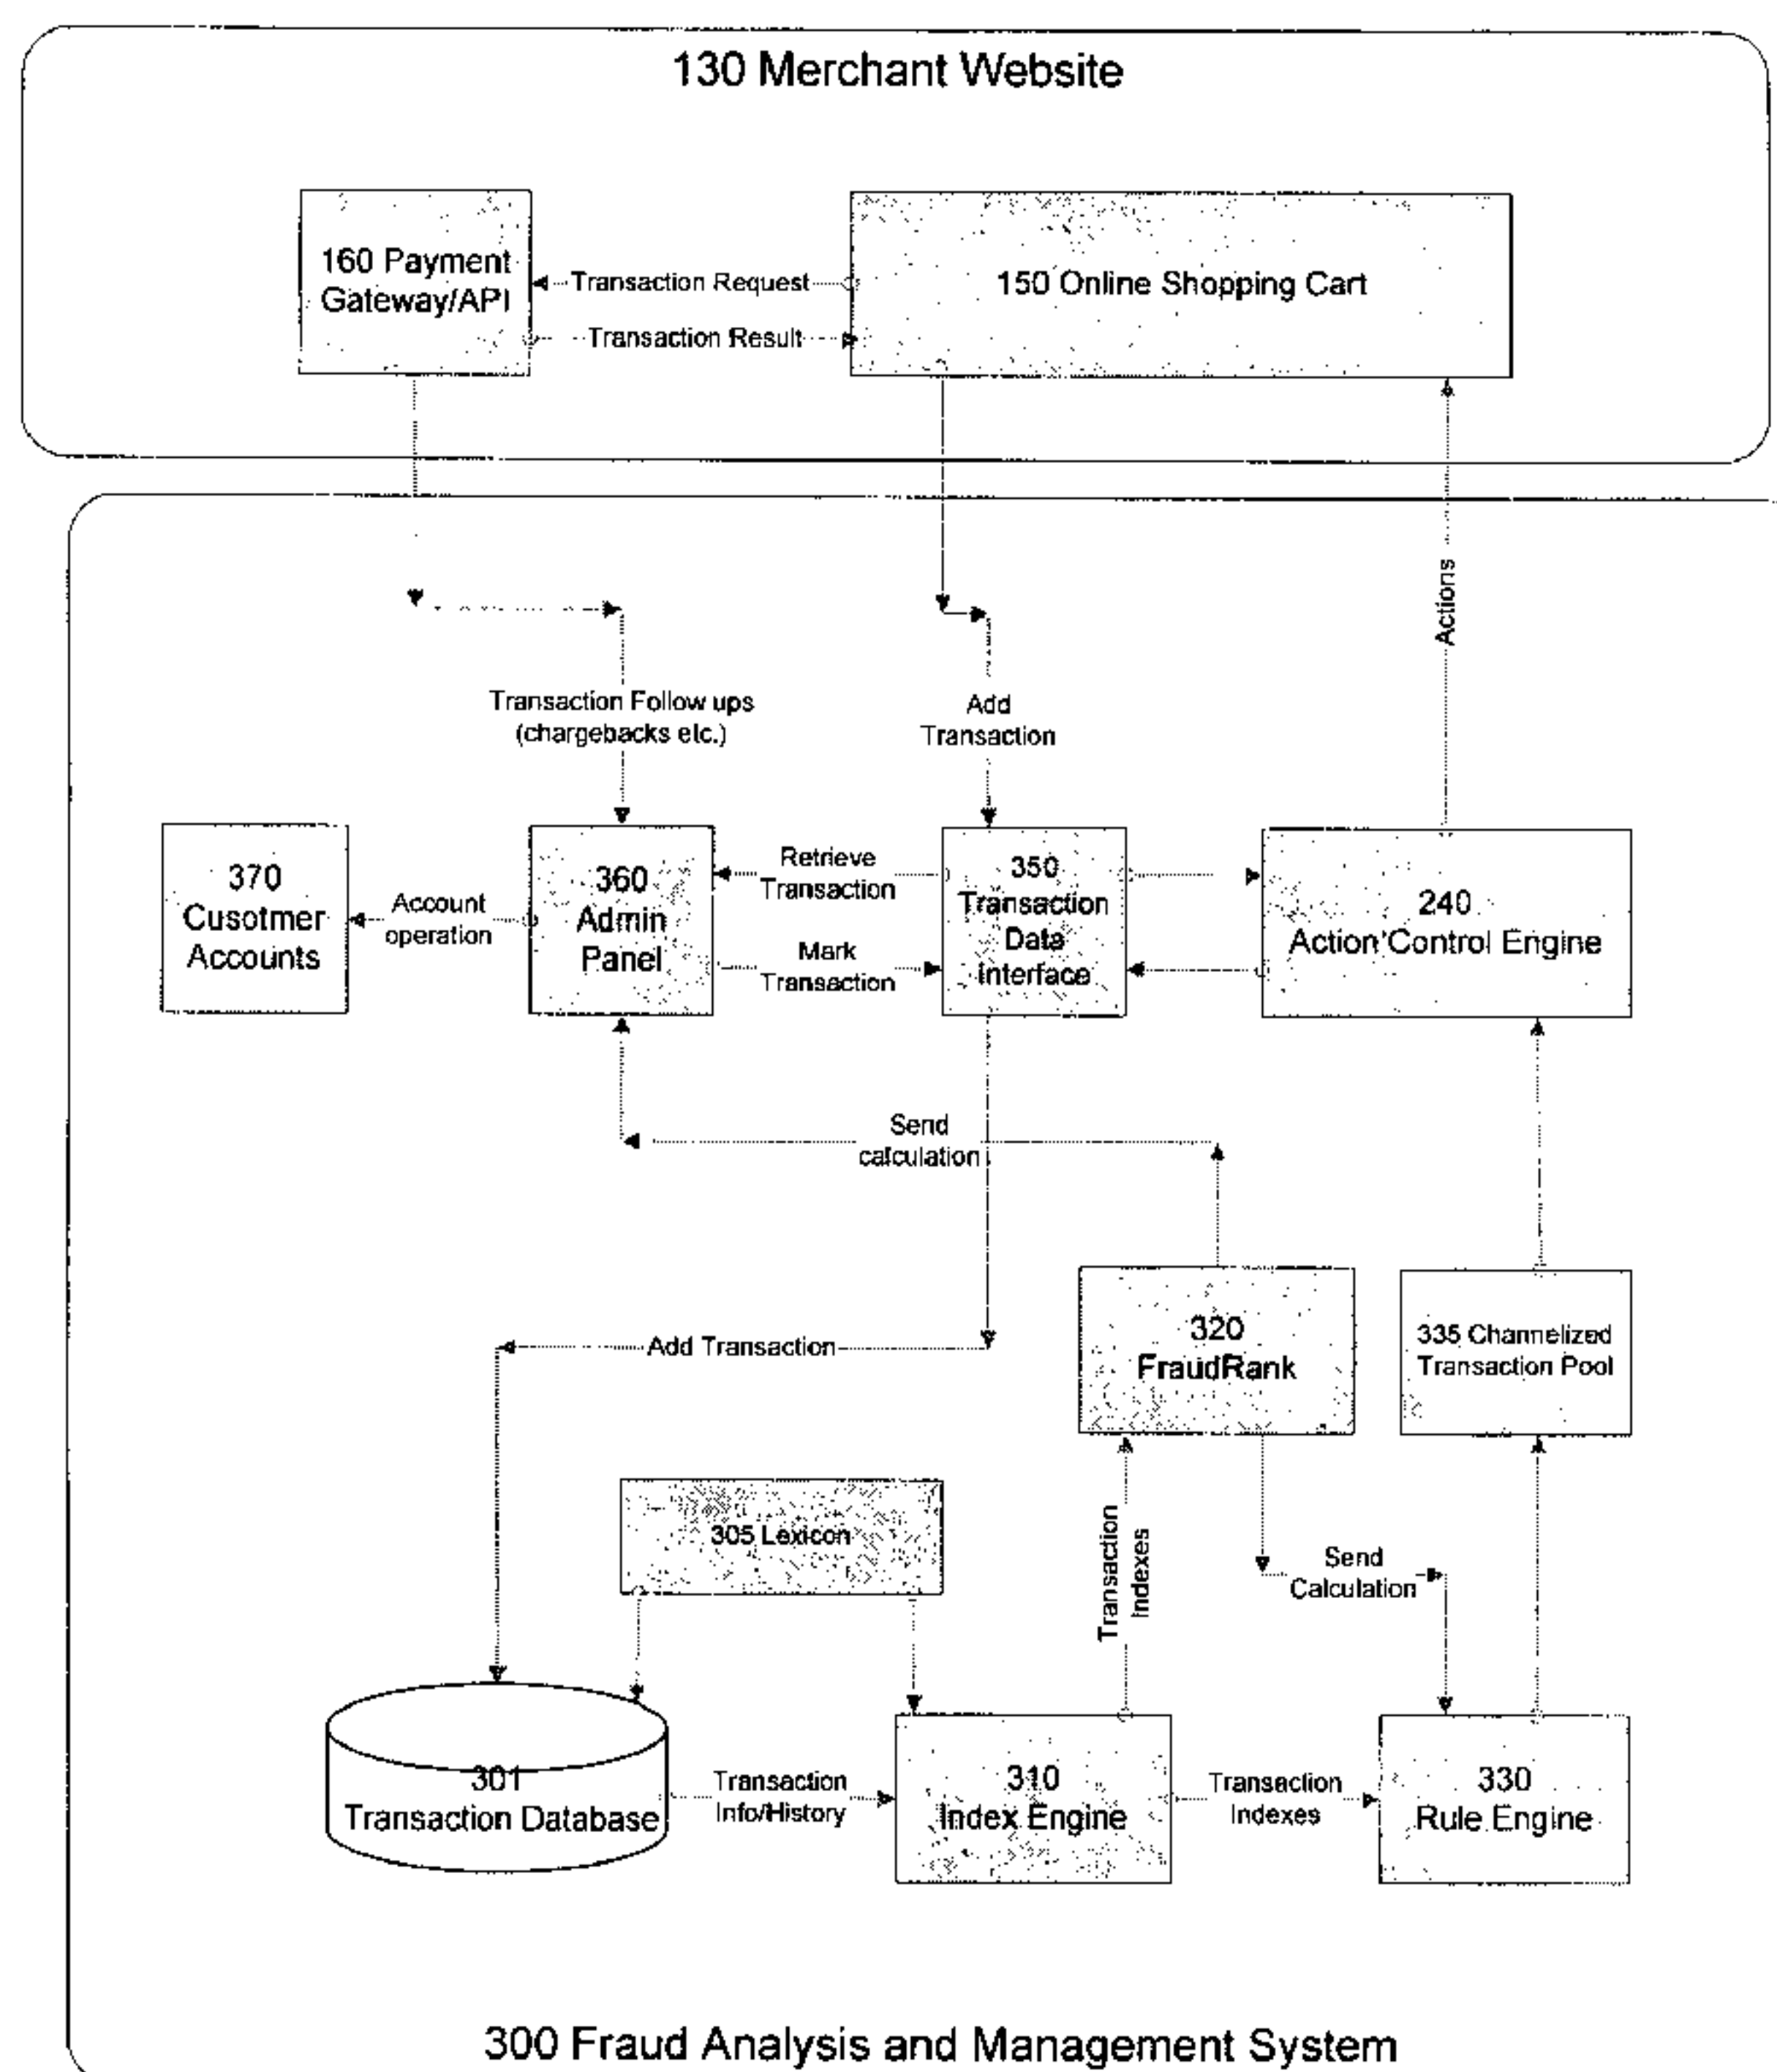 130 Merchant Website
160 Payment
Gateway/API
Transaction Request
Transaction Result
150 Online Shopping Cart
Actions
Transaction Follow ups
(chargebacks etc.)
Add
Transaction
370
Cusotmer
Accounts
Account
operation
360
Admin
Panel
Retrieve
Transaction
Mark
Transaction
350
Transaction
Data
Interface
240
Action Control Engine
Send
calculation
Add Transaction
320
FraudRank
335 Channelized
Transaction Pool
305 Lexicon
Transaction
Indexes
Send
Calculation
301
Transaction Database
Transaction
Info/History
310
Index Engine
Transaction
Indexes
330
Rule Engine
300 Fraud Analysis and Management System